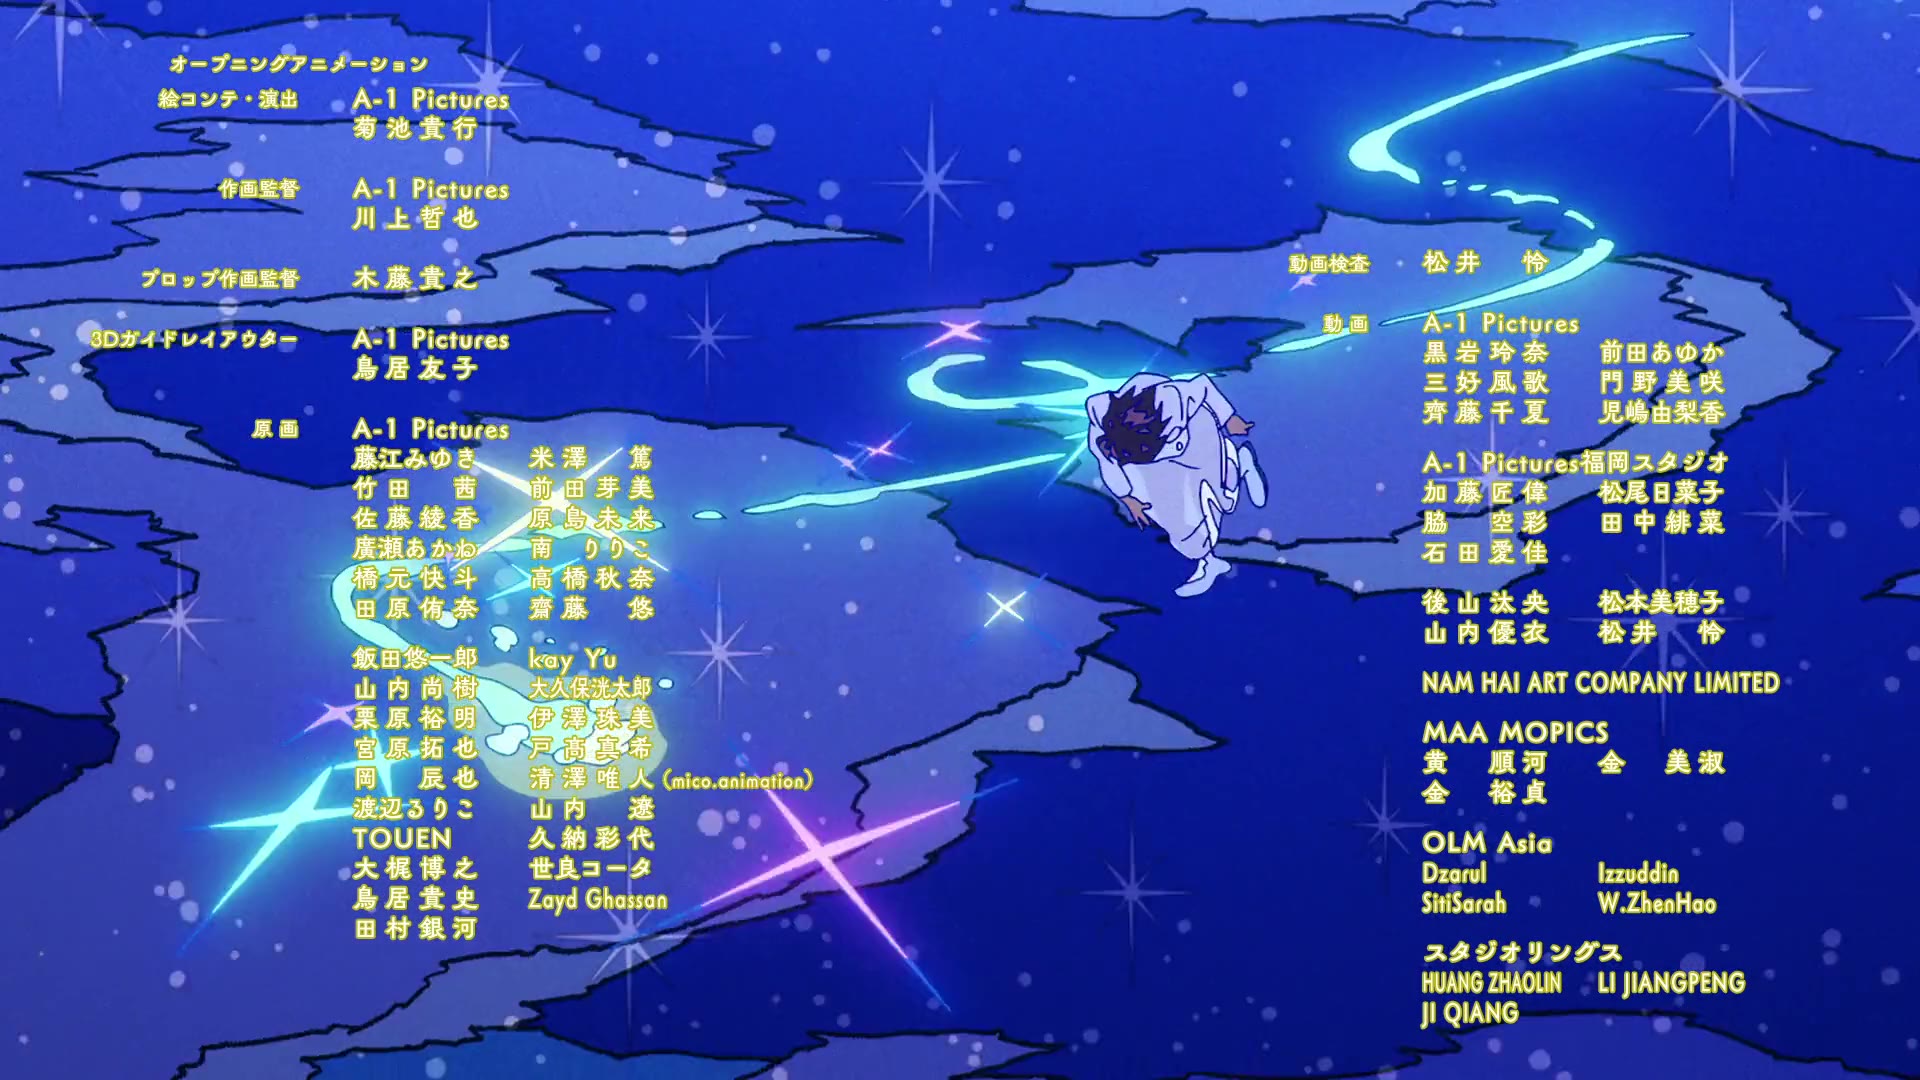 オープニングアニメーション
絵コンテ・演出 A-1 Pictures
菊池貴行
作画監督 A-1 Pictures
川上哲也
プロップ作画監督 木藤貴之
3Dガイドレイアウター A-1 Pictures
鳥居友子
原画 A-1 Pictures
藤江みゆき 米澤 篤
竹田 茜 前田芽美
佐藤綾香 原島未来
廣瀬あかね 南 りりこ
橋元快斗 高橋秋奈
田原侑奈 齋藤 悠
飯田悠一郎 kay Yu
山内尚樹 大久保洸太郎
栗原裕明 伊澤珠美
宮原拓也 戸髙真希
岡 辰也 清澤唯人(mico.animation)
渡辺るりこ 山内 遼
TOUEN 久納彩代
大梶博之 世良コータ
鳥居貴史 Zayd Ghassan
田村銀河
動画検査 松井 怜
動画 A-1 Pictures
黒岩玲奈 前田あゆか
三好風歌 門野美咲
齊藤千夏 児嶋由梨香
A-1 Pictures福岡スタジオ
加藤匠偉 松尾日菜子
脇 空彩 田中緋菜
石田愛佳
後山汰央 松本美穂子
山内優衣 松井 怜
NAM HAI ART COMPANY LIMITED
MAA MOPICS
黄 順河 金 美淑
金 裕貞
OLM Asia
Dzarul Izzuddin
SitiSarah W.ZhenHao
スタジオリングス
HUANG ZHAOLIN LI JIANGPENG
JI QIANG